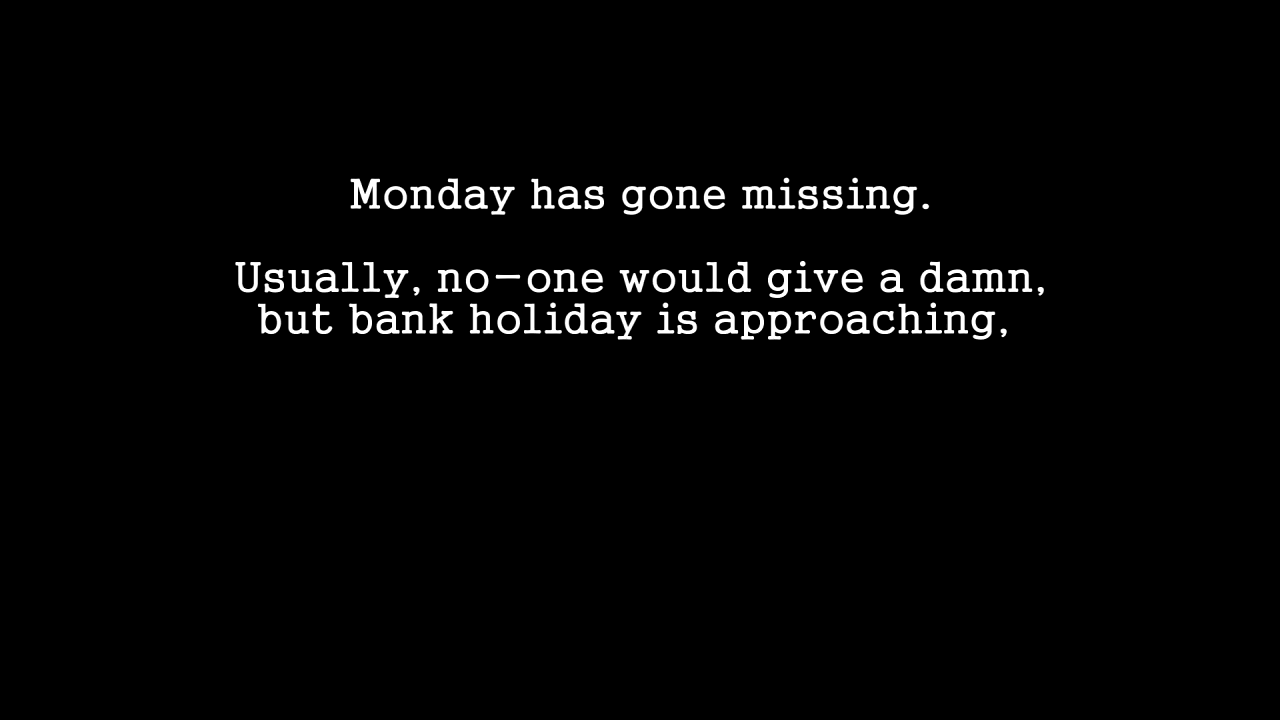 Monday has gone missing.
Usually, no-one would give a damn,
but bank holiday is approaching,